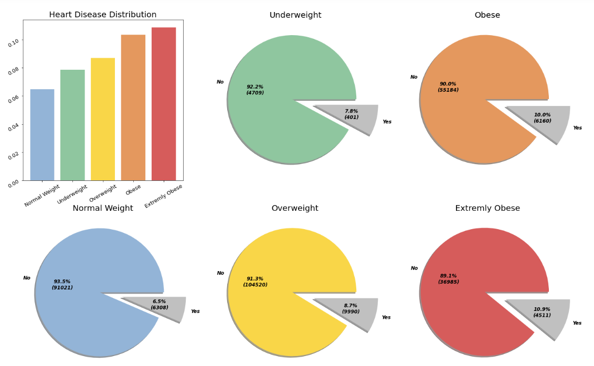 Heart Disease Distribution
0.10
0.08
0.06
0.04
0.02
0.00
Normal Weight
Underweight
Overweight
Obese
Extremly Obese
Underweight
No
92.2%
(4709)
7.8%
(401)
Yes
Obese
No
90.0%
(55184)
10.0%
(6160)
Yes
Normal Weight
No
93.5%
(91021)
6.5%
(6308)
Yes
Overweight
No
91.3%
(104520)
8.7%
(9990)
Yes
Extremly Obese
No
89.1%
(36985)
10.9%
(4511)
Yes